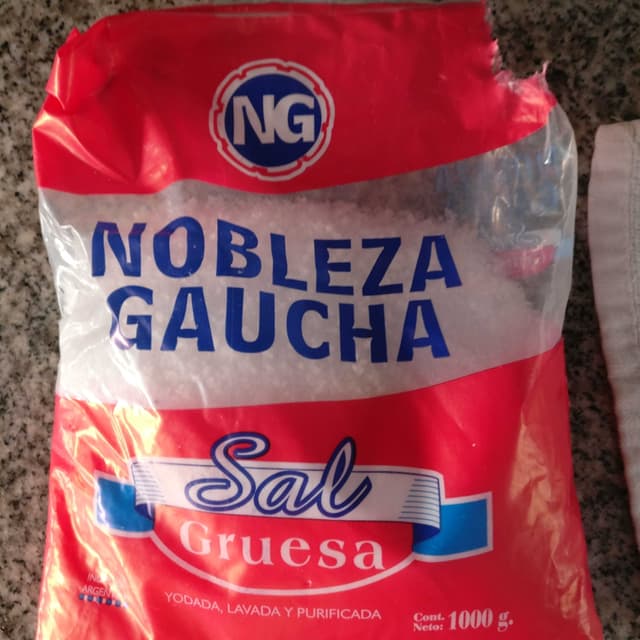 NG
NOBLEZA
GAUCHA
Sal
Gruesa
YODADA, LAVADA Y PURIFICADA
Cont.
Neto: 1000 g.